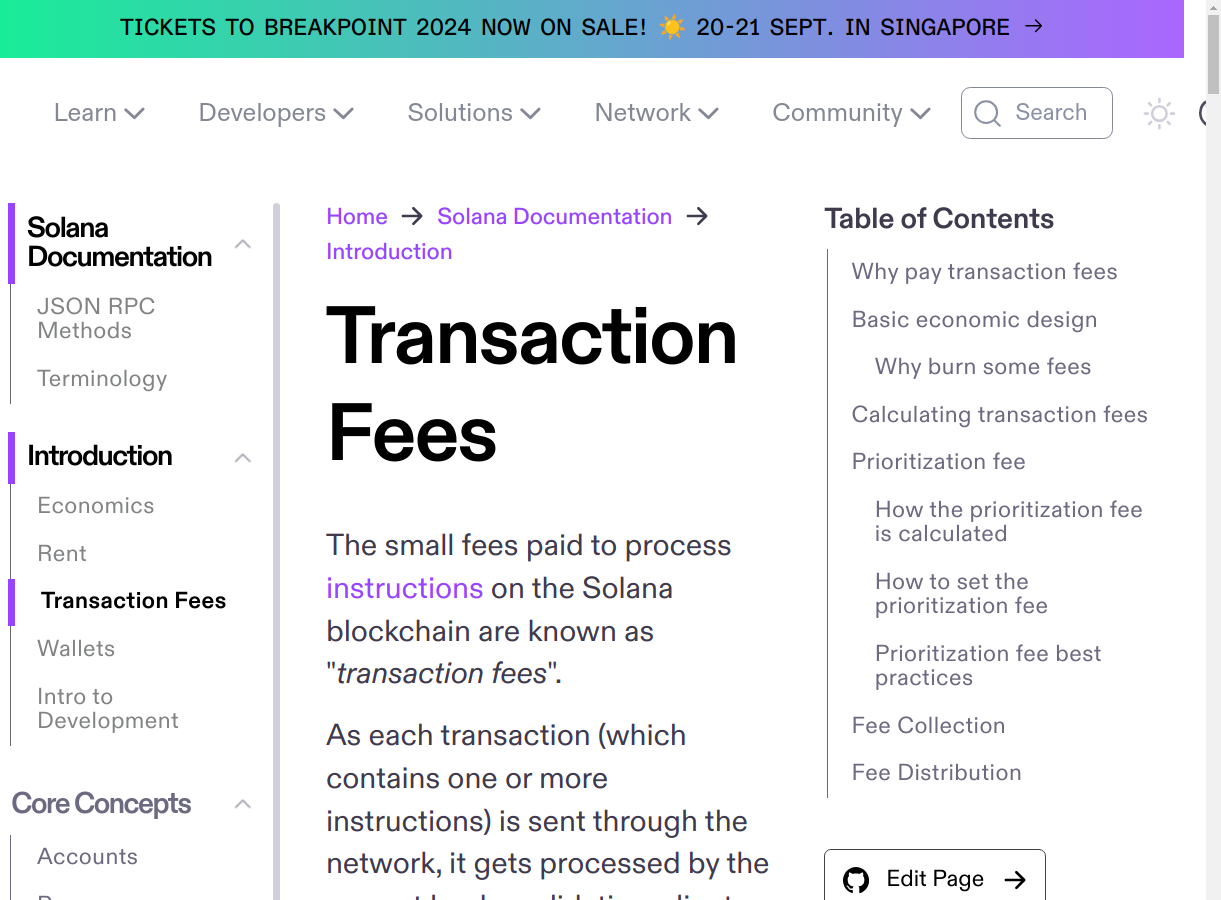 TICKETS TO BREAKPOINT 2024 NOW ON SALE! ☀️ 20-21 SEPT. IN SINGAPORE →
Learn
Developers
Solutions
Network
Community
Search
Solana
Documentation
JSON RPC
Methods
Terminology
Introduction
Economics
Rent
Transaction Fees
Wallets
Intro to
Development
Core Concepts
Accounts
Home → Solana Documentation →
Introduction
Transaction
Fees
The small fees paid to process
instructions on the Solana
blockchain are known as
"transaction fees".
As each transaction (which
contains one or more
instructions) is sent through the
network, it gets processed by the
Table of Contents
Why pay transaction fees
Basic economic design
Why burn some fees
Calculating transaction fees
Prioritization fee
How the prioritization fee
is calculated
How to set the
prioritization fee
Prioritization fee best
practices
Fee Collection
Fee Distribution
Edit Page →